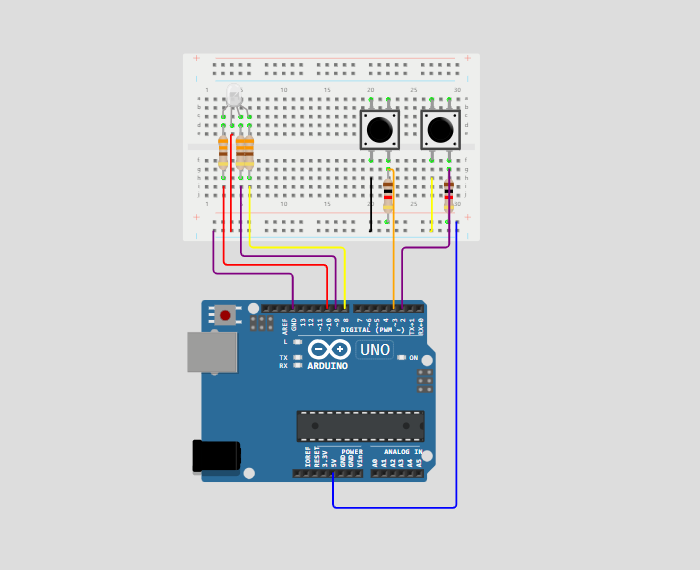 + +
1 5 10 15 20 25 30
a a
b b
c c
d d
e e
f f
g g
h h
i i
j j
1 5 10 15 20 25 30
+ +
AREF GND 13 12 ~11 ~10 ~9 8 7 ~6 ~5 4 ~3 2 TX→1 RX←0
DIGITAL (PWM ~)
L
TX
RX
UNO
ON
ARDUINO
POWER ANALOG IN
IOREF RESET 3.3V 5V GND GND Vin A0 A1 A2 A3 A4 A5